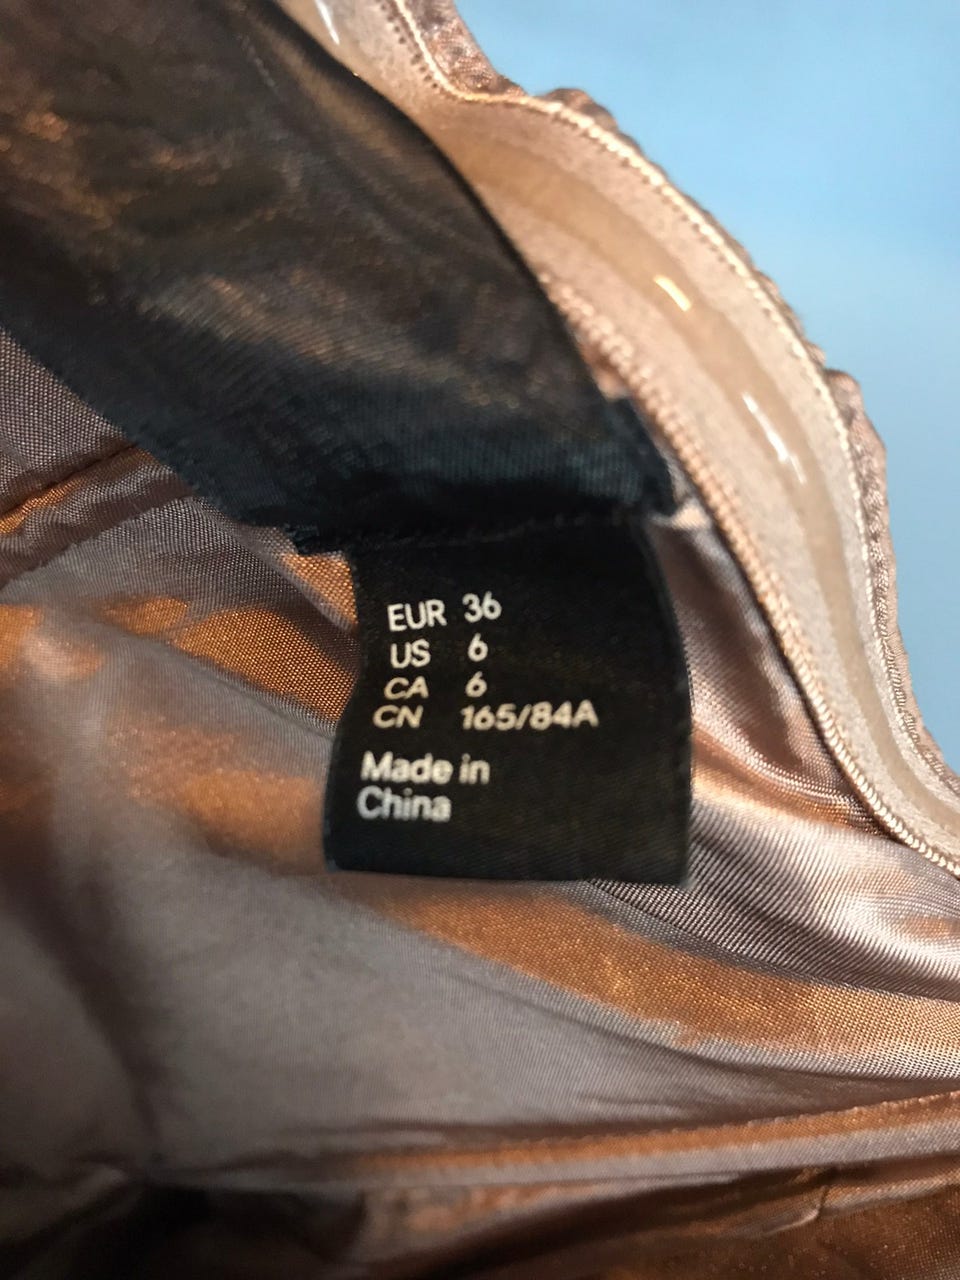 EUR 36
US 6
CA 6
CN 165/84A
Made in
China